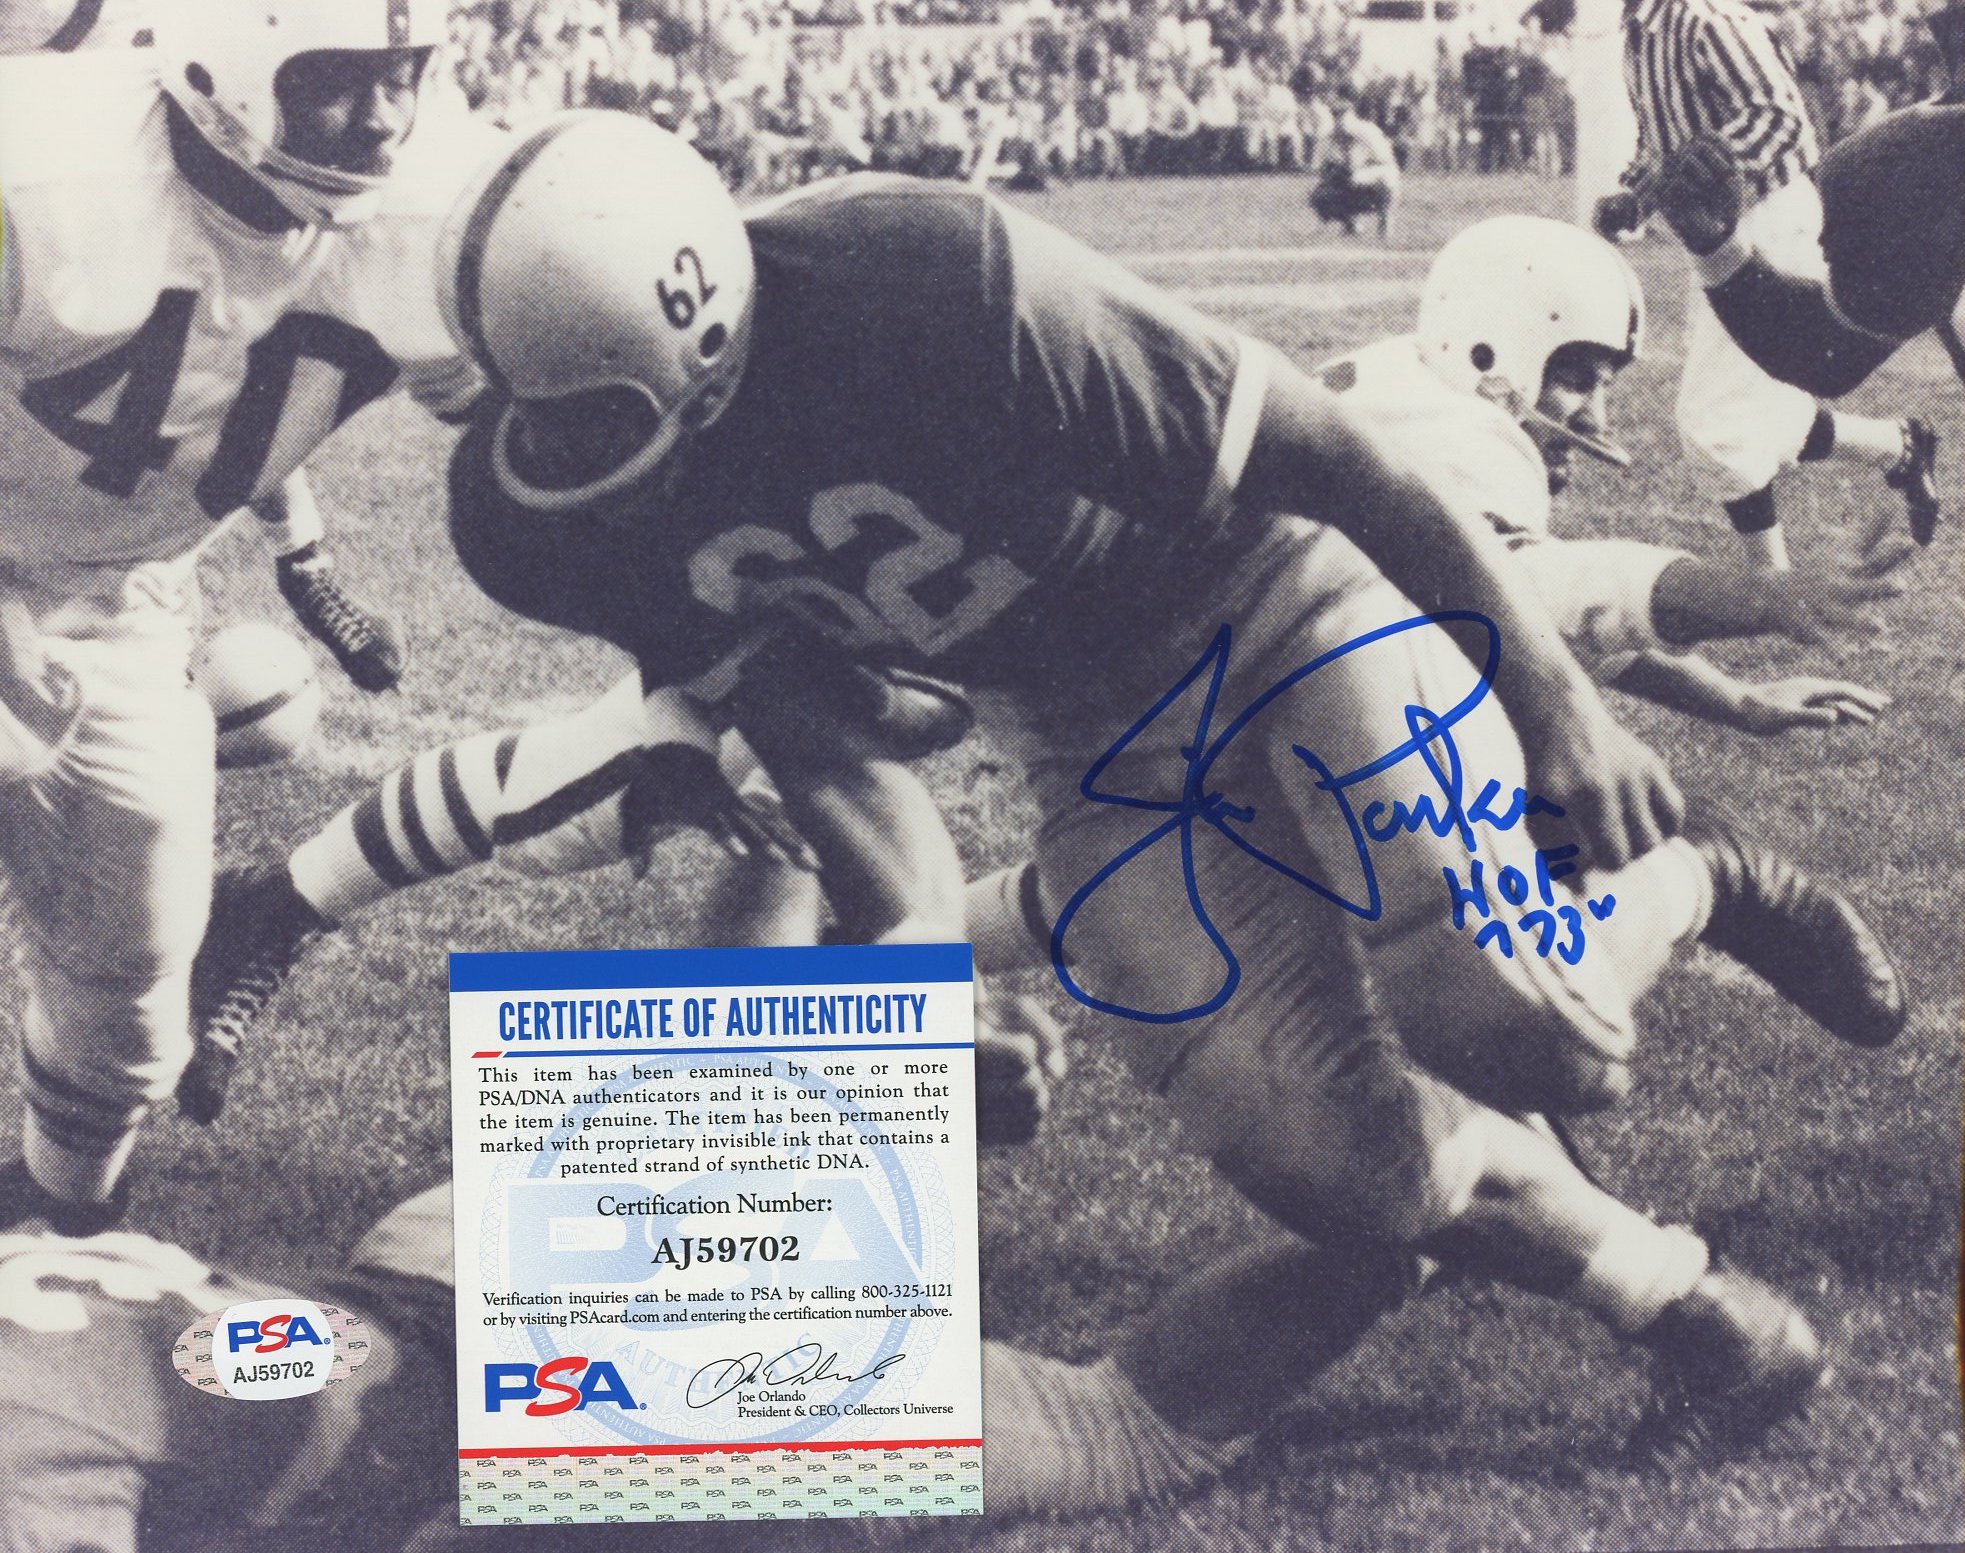 62
62
Jim Parker
HOF
"73"
CERTIFICATE OF AUTHENTICITY
This item has been examined by one or more
PSA/DNA authenticators and it is our opinion that
the item is genuine. The item has been permanently
marked with proprietary invisible ink that contains a
patented strand of synthetic DNA.
Certification Number:
AJ59702
Verification inquiries can be made to PSA by calling 800-325-1121
or by visiting PSAcard.com and entering the certification number above.
PSA®
Joe Orlando
President & CEO, Collectors Universe
PSA®
AJ59702